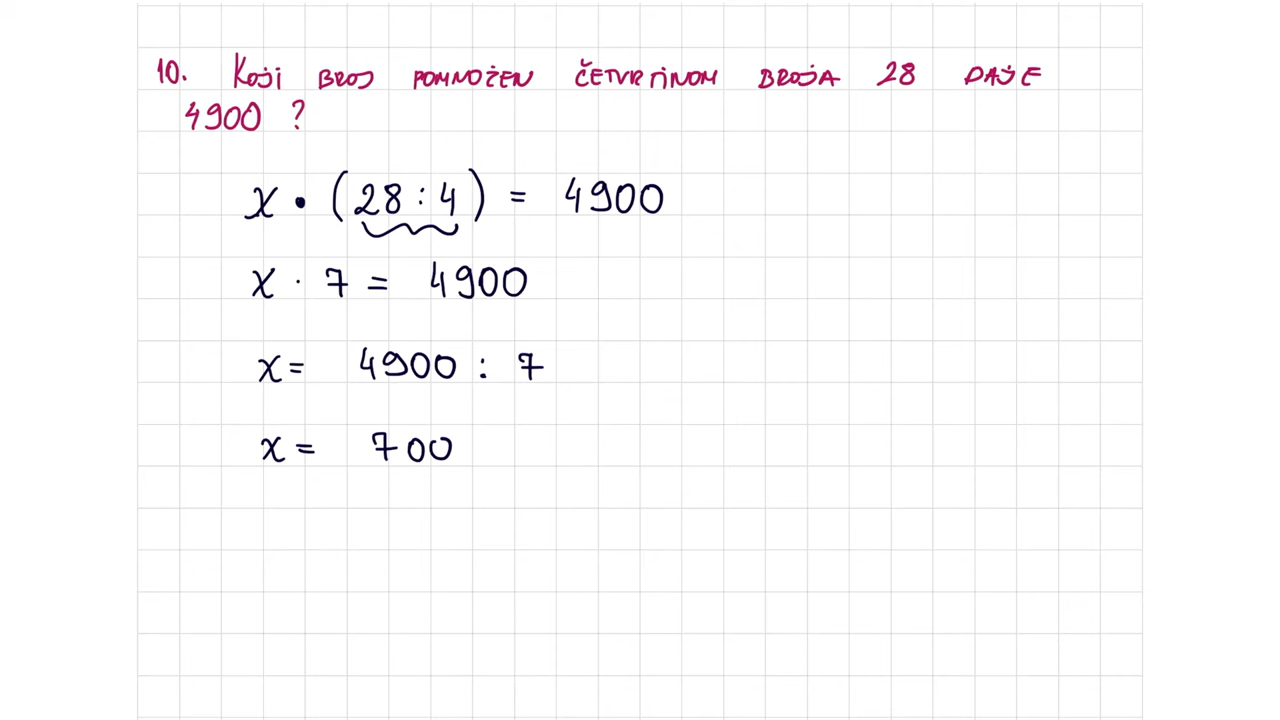 10. Koji BROJ POMNOŽEN ČETVRTINOM BROJA 28 DAJE
4900 ?
x • (28 : 4) = 4900
x · 7 = 4900
x = 4900 : 7
x = 700